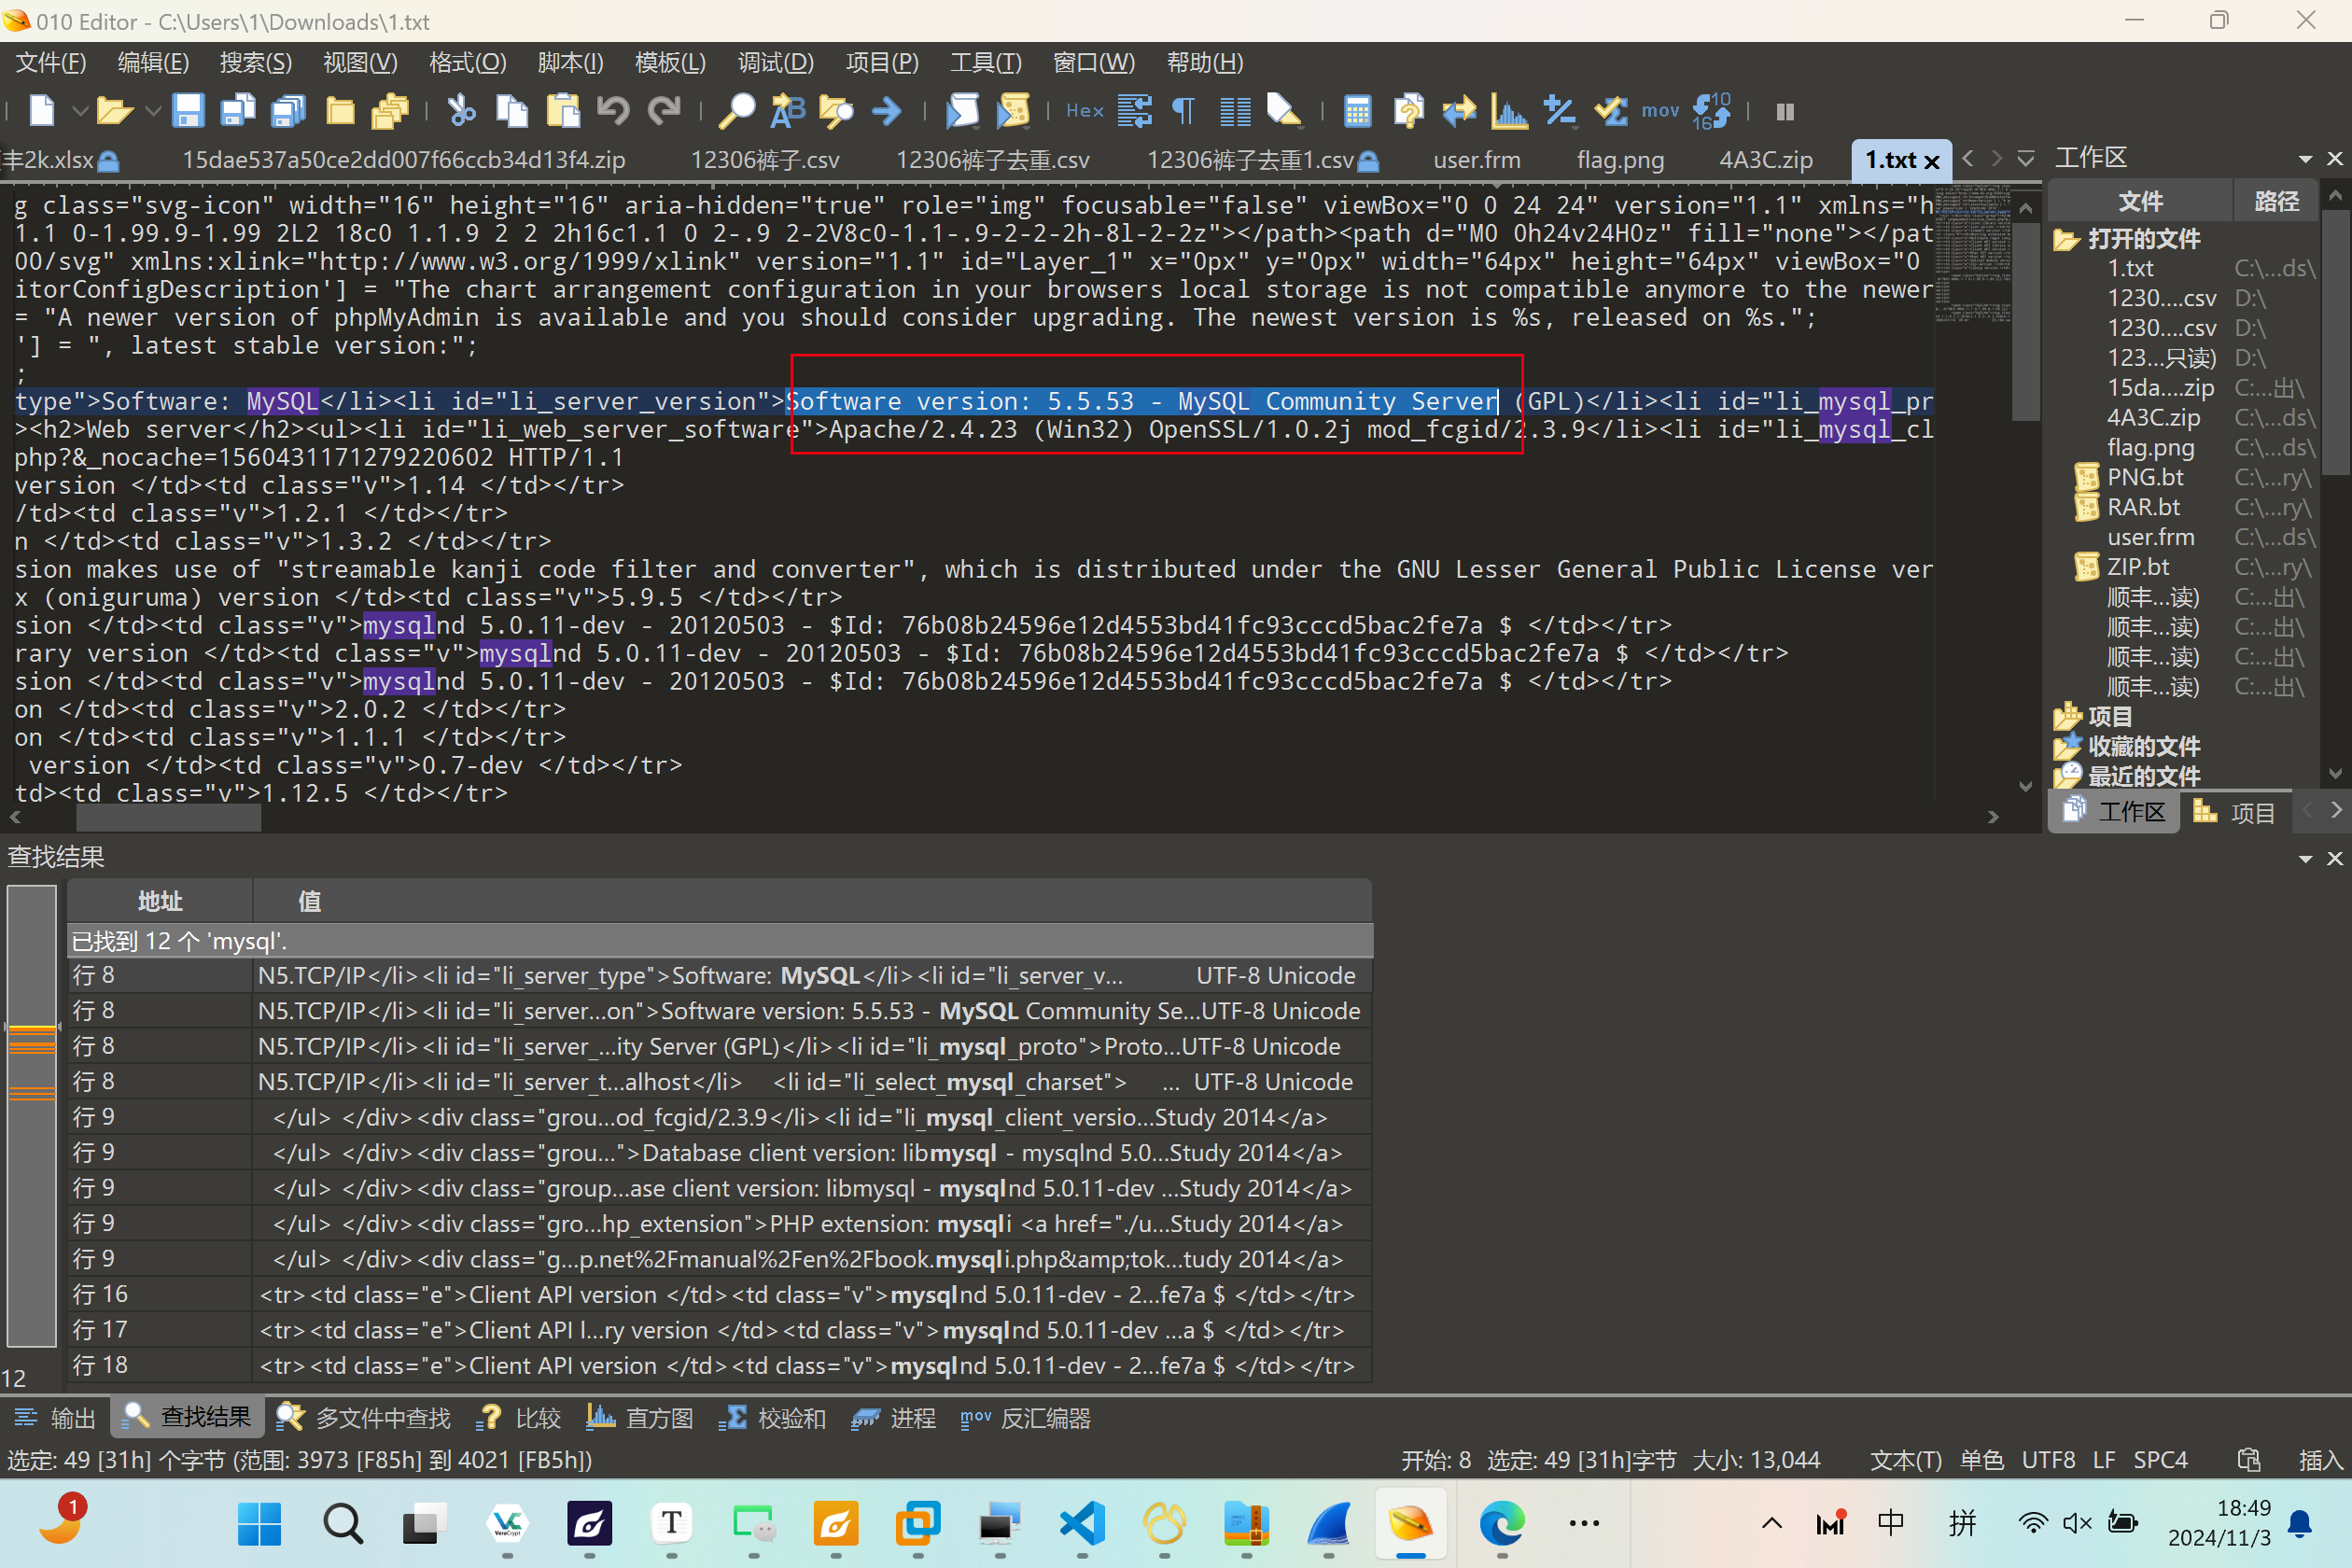 010 Editor - C:\Users\1\Downloads\1.txt
文件(F) 编辑(E) 搜索(S) 视图(V) 格式(O) 脚本(I) 模板(L) 调试(D) 项目(P) 工具(T) 窗口(W) 帮助(H)
Hex mov 10 16
丰2k.xlsx 15dae537a50ce2dd007f66ccb34d13f4.zip 12306裤子.csv 12306裤子去重.csv 12306裤子去重1.csv user.frm flag.png 4A3C.zip 1.txt
g class="svg-icon" width="16" height="16" aria-hidden="true" role="img" focusable="false" viewBox="0 0 24 24" version="1.1" xmlns="h
1.1 0-1.99.9-1.99 2L2 18c0 1.1.9 2 2 2h16c1.1 0 2-.9 2-2V8c0-1.1-.9-2-2-2h-8l-2-2z"></path><path d="M0 0h24v24H0z" fill="none"></pat
00/svg" xmlns:xlink="http://www.w3.org/1999/xlink" version="1.1" id="Layer_1" x="0px" y="0px" width="64px" height="64px" viewBox="0
itorConfigDescription'] = "The chart arrangement configuration in your browsers local storage is not compatible anymore to the newer
= "A newer version of phpMyAdmin is available and you should consider upgrading. The newest version is %s, released on %s.";
'] = ", latest stable version:";
;
type">Software: MySQL</li><li id="li_server_version">Software version: 5.5.53 - MySQL Community Server (GPL)</li><li id="li_mysql_pr
><h2>Web server</h2><ul><li id="li_web_server_software">Apache/2.4.23 (Win32) OpenSSL/1.0.2j mod_fcgid/2.3.9</li><li id="li_mysql_cl
php?&_nocache=1560431171279220602 HTTP/1.1
version </td><td class="v">1.14 </td></tr>
/td><td class="v">1.2.1 </td></tr>
n </td><td class="v">1.3.2 </td></tr>
sion makes use of "streamable kanji code filter and converter", which is distributed under the GNU Lesser General Public License ver
x (oniguruma) version </td><td class="v">5.9.5 </td></tr>
sion </td><td class="v">mysqlnd 5.0.11-dev - 20120503 - $Id: 76b08b24596e12d4553bd41fc93cccd5bac2fe7a $ </td></tr>
rary version </td><td class="v">mysqlnd 5.0.11-dev - 20120503 - $Id: 76b08b24596e12d4553bd41fc93cccd5bac2fe7a $ </td></tr>
sion </td><td class="v">mysqlnd 5.0.11-dev - 20120503 - $Id: 76b08b24596e12d4553bd41fc93cccd5bac2fe7a $ </td></tr>
on </td><td class="v">2.0.2 </td></tr>
on </td><td class="v">1.1.1 </td></tr>
version </td><td class="v">0.7-dev </td></tr>
td><td class="v">1.12.5 </td></tr>
工作区
文件 路径
打开的文件
1.txt C:\...ds\
1230....csv D:\
1230....csv D:\
123...只读) D:\
15da....zip C:...出\
4A3C.zip C:\...ds\
flag.png C:\...ds\
PNG.bt C:\...ry\
RAR.bt C:\...ry\
user.frm C:\...ds\
ZIP.bt C:\...ry\
顺丰...读) C:...出\
顺丰...读) C:...出\
顺丰...读) C:...出\
顺丰...读) C:...出\
项目
收藏的文件
最近的文件
工作区 项目
查找结果
地址 值
已找到 12 个 'mysql'.
行 8 N5.TCP/IP</li><li id="li_server_type">Software: MySQL</li><li id="li_server_v... UTF-8 Unicode
行 8 N5.TCP/IP</li><li id="li_server...on">Software version: 5.5.53 - MySQL Community Se...UTF-8 Unicode
行 8 N5.TCP/IP</li><li id="li_server_...ity Server (GPL)</li><li id="li_mysql_proto">Proto...UTF-8 Unicode
行 8 N5.TCP/IP</li><li id="li_server_t...alhost</li> <li id="li_select_mysql_charset"> ... UTF-8 Unicode
行 9 </ul> </div><div class="grou...od_fcgid/2.3.9</li><li id="li_mysql_client_versio...Study 2014</a>
行 9 </ul> </div><div class="grou...">Database client version: libmysql - mysqlnd 5.0...Study 2014</a>
行 9 </ul> </div><div class="group...ase client version: libmysql - mysqlnd 5.0.11-dev ...Study 2014</a>
行 9 </ul> </div><div class="gro...hp_extension">PHP extension: mysqli <a href="./u...Study 2014</a>
行 9 </ul> </div><div class="g...p.net%2Fmanual%2Fen%2Fbook.mysqli.php&amp;tok...tudy 2014</a>
行 16 <tr><td class="e">Client API version </td><td class="v">mysqlnd 5.0.11-dev - 2...fe7a $ </td></tr>
行 17 <tr><td class="e">Client API l...ry version </td><td class="v">mysqlnd 5.0.11-dev ...a $ </td></tr>
行 18 <tr><td class="e">Client API version </td><td class="v">mysqlnd 5.0.11-dev - 2...fe7a $ </td></tr>
12
输出 查找结果 多文件中查找 比较 直方图 校验和 进程 mov 反汇编器
选定: 49 [31h] 个字节 (范围: 3973 [F85h] 到 4021 [FB5h]) 开始: 8 选定: 49 [31h]字节 大小: 13,044 文本(T) 单色 UTF8 LF SPC4 插入
1 VC T 中 拼 18:49
2024/11/3